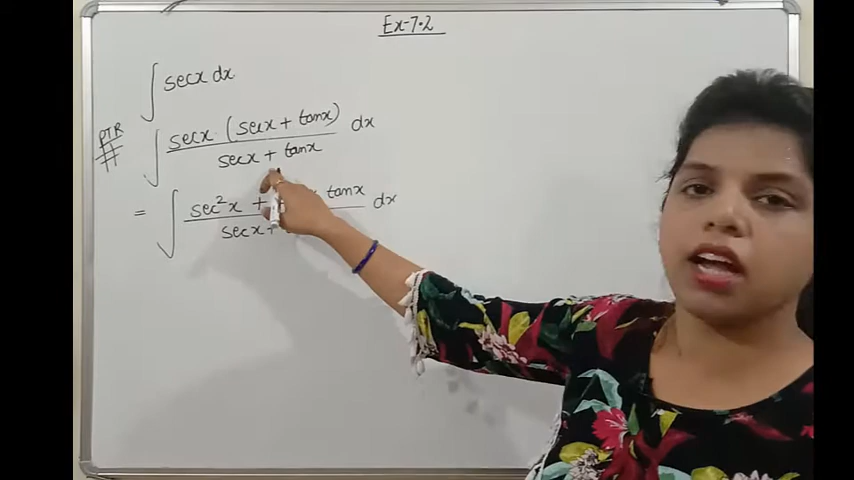 Ex-7.2
∫ secx dx
PTR ∫ secx · (secx + tanx) / secx + tanx dx
= ∫ sec²x + tanx / secx + dx